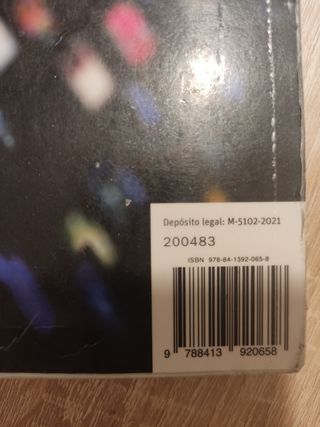 Depósito legal: M-5102-2021
200483
ISBN 978-84-1392-065-8
9 788413 920658